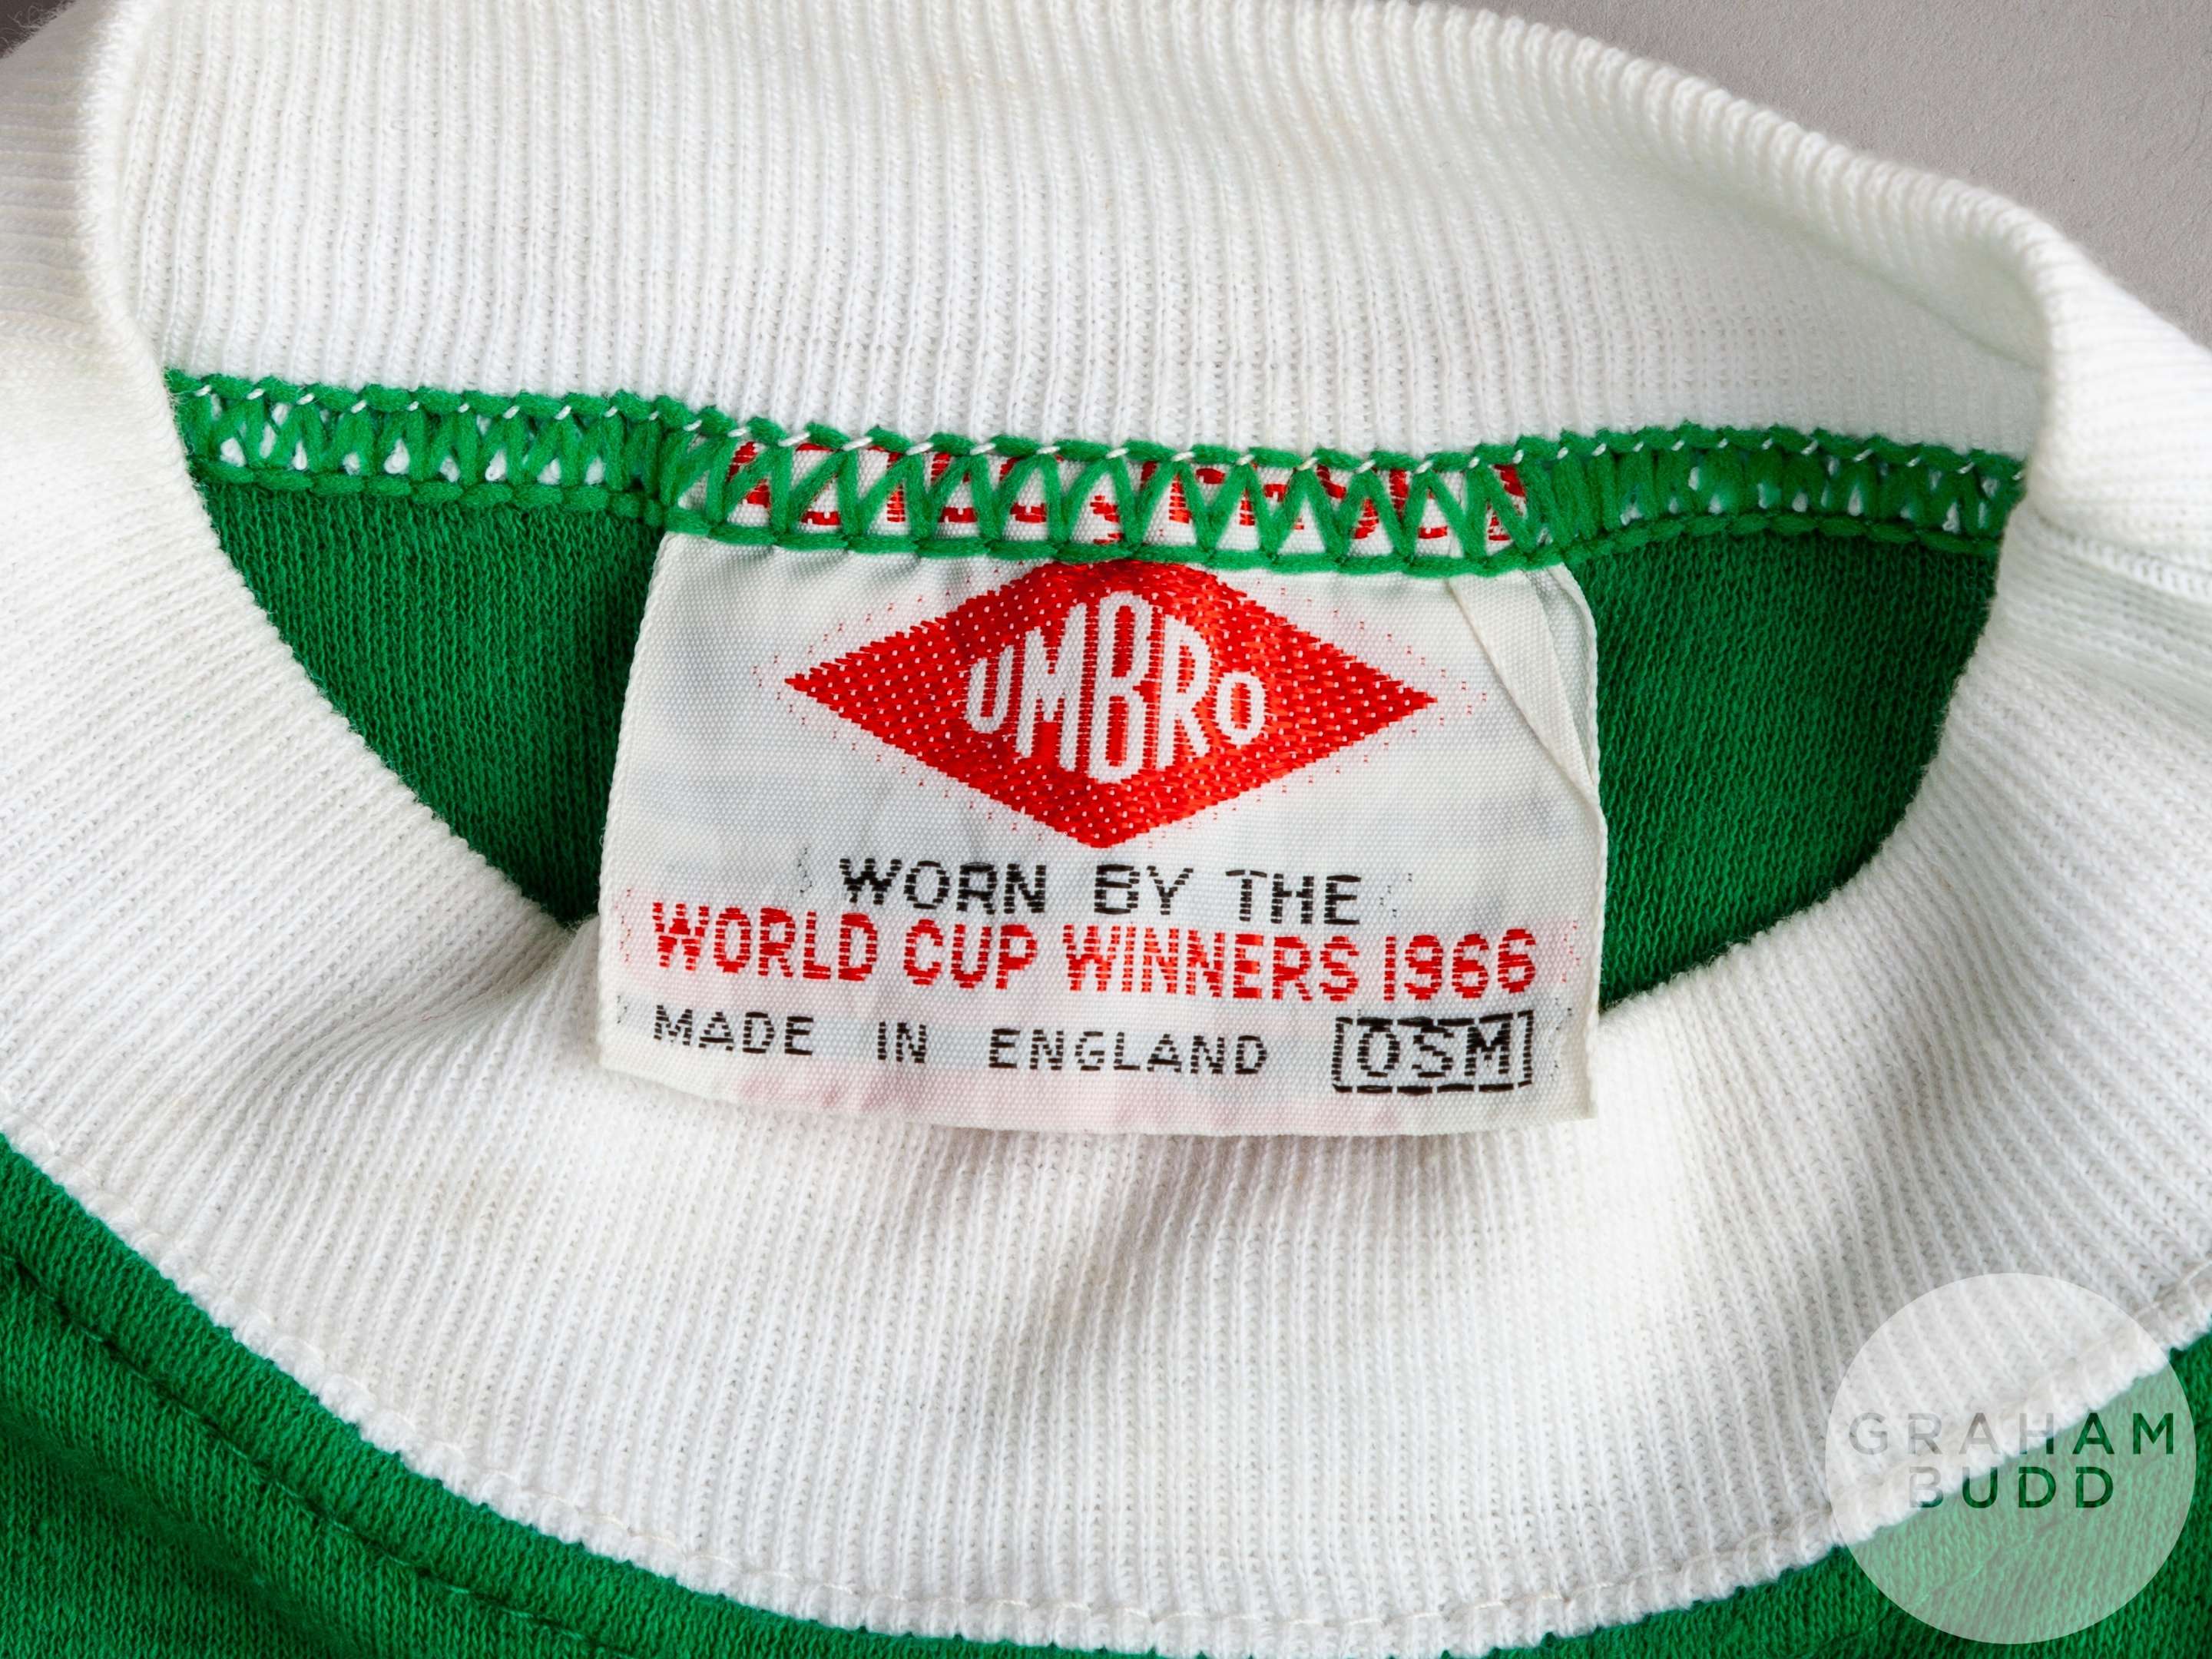 UMBRO
WORN BY THE
WORLD CUP WINNERS 1966
MADE IN ENGLAND OSM
GRAHAM
BUDD